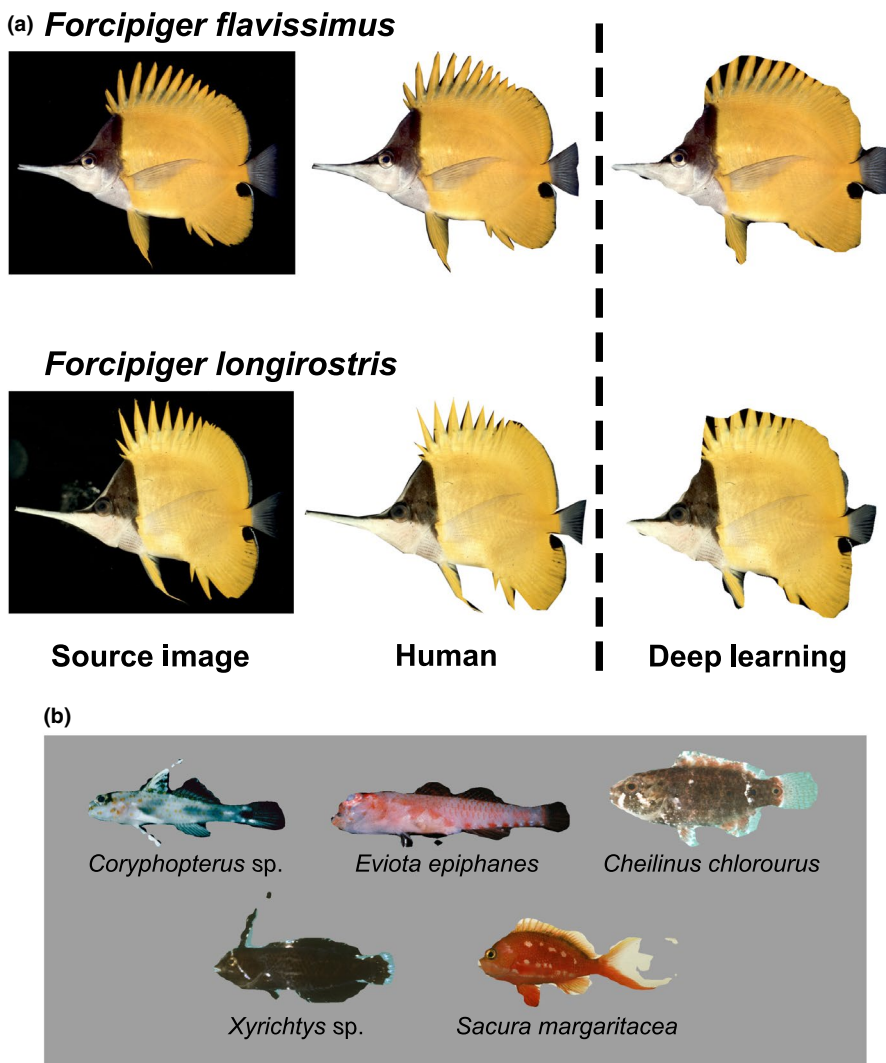 (a) Forcipiger flavissimus
Forcipiger longirostris
Source image Human Deep learning
(b)
Coryphopterus sp. Eviota epiphanes Cheilinus chlorourus
Xyrichtys sp. Sacura margaritacea